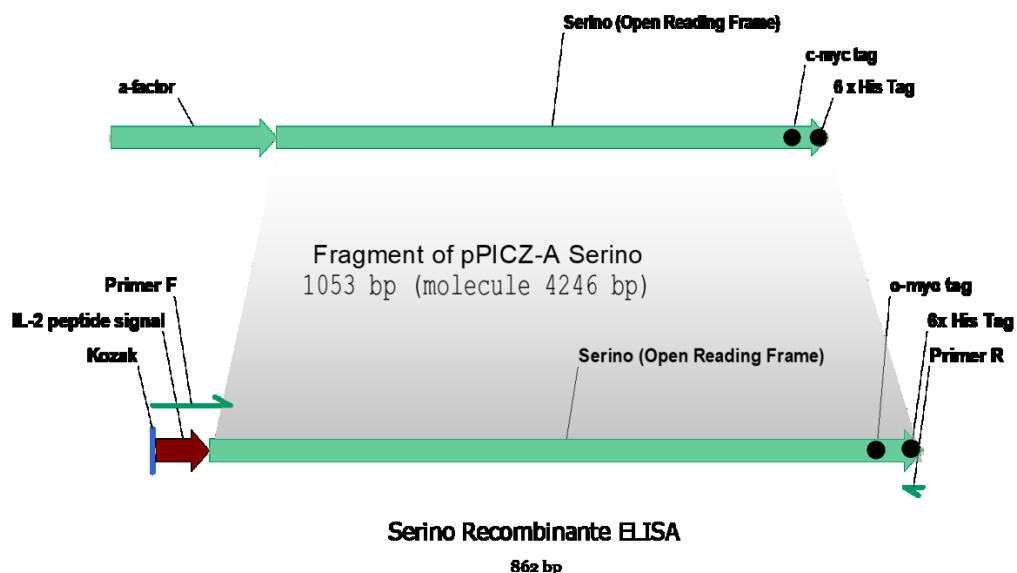 Serino (Open Reading Frame)
c-myc tag
a-factor
6 x His Tag
Fragment of pPICZ-A Serino
1053 bp (molecule 4246 bp)
Primer F
c-myc tag
IL-2 peptide signal
6x His Tag
Kozak
Serino (Open Reading Frame)
Primer R
Serino Recombinante ELISA
862 bp